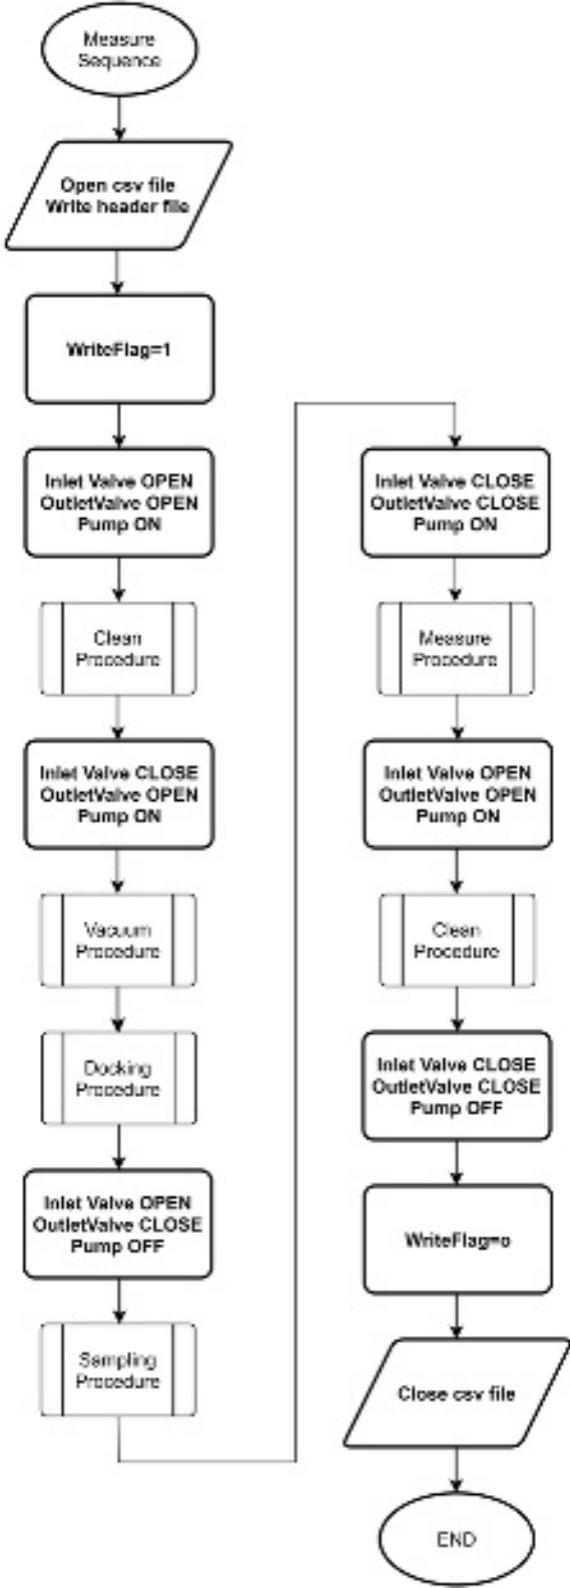 Measure
Sequence
Open csv file
Write header file
WriteFlag=1
Inlet Valve OPEN
OutletValve OPEN
Pump ON
Clean
Procedure
Inlet Valve CLOSE
OutletValve OPEN
Pump ON
Vacuum
Procedure
Docking
Procedure
Inlet Valve OPEN
OutletValve CLOSE
Pump OFF
Sampling
Procedure
Inlet Valve CLOSE
OutletValve CLOSE
Pump ON
Measure
Procedure
Inlet Valve OPEN
OutletValve OPEN
Pump ON
Clean
Procedure
Inlet Valve CLOSE
OutletValve CLOSE
Pump OFF
WriteFlag=o
Close csv file
END